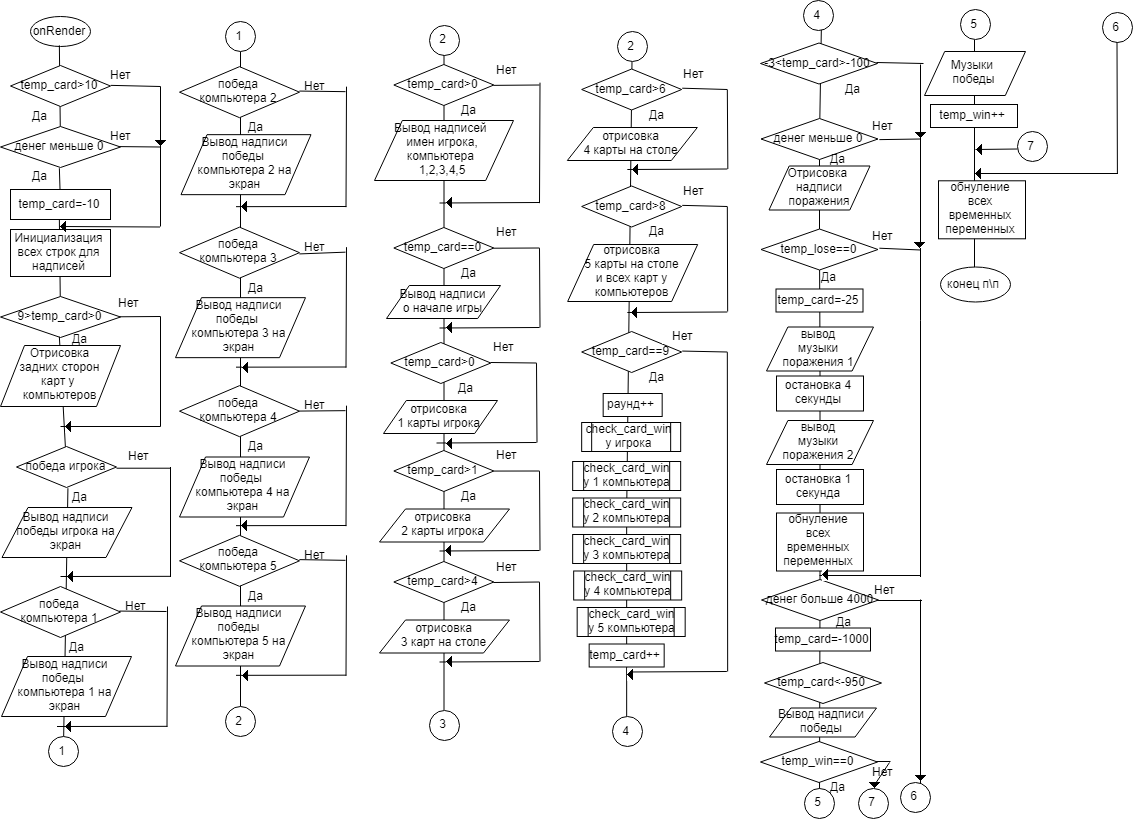 onRender
temp_card>10
Нет
Да
денег меньше 0
Нет
Да
temp_card=-10
Инициализация
всех строк для
надписей
9>temp_card>0
Нет
Да
Отрисовка
задних сторон
карт у
компьютеров
победа игрока
Нет
Да
Вывод надписи
победы игрока на
экран
победа
компьютера 1
Нет
Да
Вывод надписи
победы
компьютера 1 на
экран
1
1
победа
компьютера 2
Нет
Да
Вывод надписи
победы
компьютера 2 на
экран
победа
компьютера 3
Нет
Да
Вывод надписи
победы
компьютера 3 на
экран
победа
компьютера 4
Нет
Да
Вывод надписи
победы
компьютера 4 на
экран
победа
компьютера 5
Нет
Да
Вывод надписи
победы
компьютера 5 на
экран
2
2
temp_card>0
Нет
Да
Вывод надписей
имен игрока,
компьютера
1,2,3,4,5
temp_card==0
Нет
Да
Вывод надписи
о начале игры
temp_card>0
Нет
Да
отрисовка
1 карты игрока
temp_card>1
Нет
Да
отрисовка
2 карты игрока
temp_card>4
Нет
Да
отрисовка
3 карт на столе
3
2
temp_card>6
Нет
Да
отрисовка
4 карты на столе
temp_card>8
Нет
Да
отрисовка
5 карты на столе
и всех карт у
компьютеров
temp_card==9
Нет
Да
раунд++
check_card_win
у игрока
check_card_win
у 1 компьютера
check_card_win
у 2 компьютера
check_card_win
у 3 компьютера
check_card_win
у 4 компьютера
check_card_win
у 5 компьютера
temp_card++
4
4
-3<temp_card>-100
Нет
Да
денег меньше 0
Нет
Да
Отрисовка
надписи
поражения
temp_lose==0
Нет
Да
temp_card=-25
вывод
музыки
поражения 1
остановка 4
секунды
вывод
музыки
поражения 2
остановка 1
секунда
обнуление
всех
временных
переменных
денег больше 4000
Нет
Да
temp_card=-1000
temp_card<-950
Вывод надписи
победы
temp_win==0
Нет
Да
5
7
6
5
Музыки
победы
temp_win++
7
обнуление
всех
временных
переменных
конец п\п
6